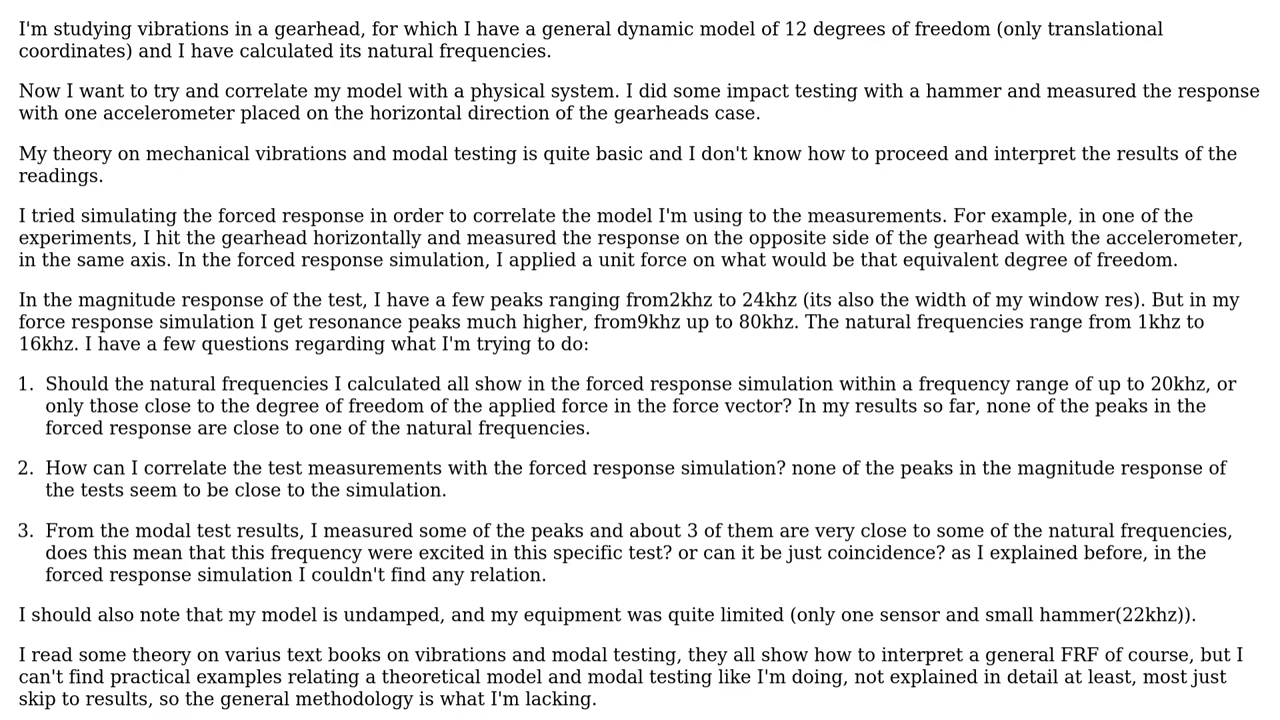 I'm studying vibrations in a gearhead, for which I have a general dynamic model of 12 degrees of freedom (only translational
coordinates) and I have calculated its natural frequencies.
Now I want to try and correlate my model with a physical system. I did some impact testing with a hammer and measured the response
with one accelerometer placed on the horizontal direction of the gearheads case.
My theory on mechanical vibrations and modal testing is quite basic and I don't know how to proceed and interpret the results of the
readings.
I tried simulating the forced response in order to correlate the model I'm using to the measurements. For example, in one of the
experiments, I hit the gearhead horizontally and measured the response on the opposite side of the gearhead with the accelerometer,
in the same axis. In the forced response simulation, I applied a unit force on what would be that equivalent degree of freedom.
In the magnitude response of the test, I have a few peaks ranging from2khz to 24khz (its also the width of my window res). But in my
force response simulation I get resonance peaks much higher, from9khz up to 80khz. The natural frequencies range from 1khz to
16khz. I have a few questions regarding what I'm trying to do:
1. Should the natural frequencies I calculated all show in the forced response simulation within a frequency range of up to 20khz, or
only those close to the degree of freedom of the applied force in the force vector? In my results so far, none of the peaks in the
forced response are close to one of the natural frequencies.
2. How can I correlate the test measurements with the forced response simulation? none of the peaks in the magnitude response of
the tests seem to be close to the simulation.
3. From the modal test results, I measured some of the peaks and about 3 of them are very close to some of the natural frequencies,
does this mean that this frequency were excited in this specific test? or can it be just coincidence? as I explained before, in the
forced response simulation I couldn't find any relation.
I should also note that my model is undamped, and my equipment was quite limited (only one sensor and small hammer(22khz)).
I read some theory on varius text books on vibrations and modal testing, they all show how to interpret a general FRF of course, but I
can't find practical examples relating a theoretical model and modal testing like I'm doing, not explained in detail at least, most just
skip to results, so the general methodology is what I'm lacking.